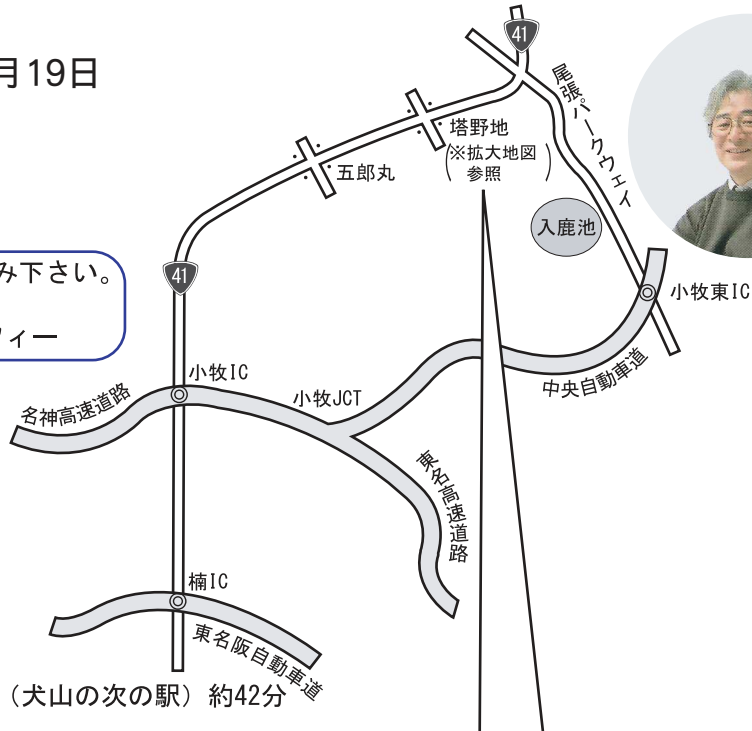 月19日
41
尾張パークウェイ
塔野地
(※拡大地図
参照)
五郎丸
入鹿池
み下さい。
41
小牧東IC
ィー
小牧IC
中央自動車道
小牧JCT
名神高速道路
東名高速道路
楠IC
東名阪自動車道
(犬山の次の駅) 約42分